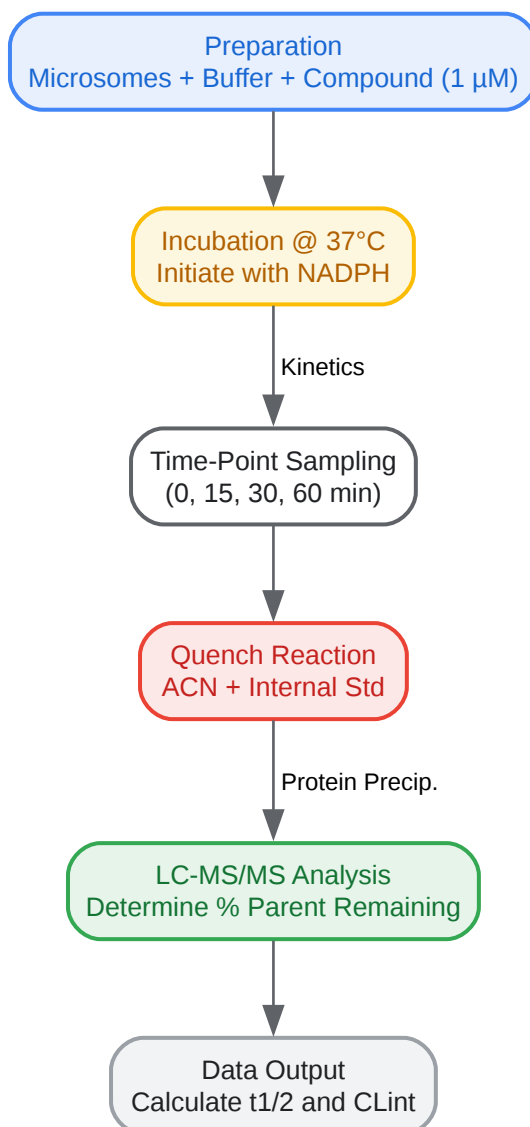 Preparation
Microsomes + Buffer + Compound (1 µM)
Incubation @ 37°C
Initiate with NADPH
Kinetics
Time-Point Sampling
(0, 15, 30, 60 min)
Quench Reaction
ACN + Internal Std
Protein Precip.
LC-MS/MS Analysis
Determine % Parent Remaining
Data Output
Calculate t1/2 and CLint